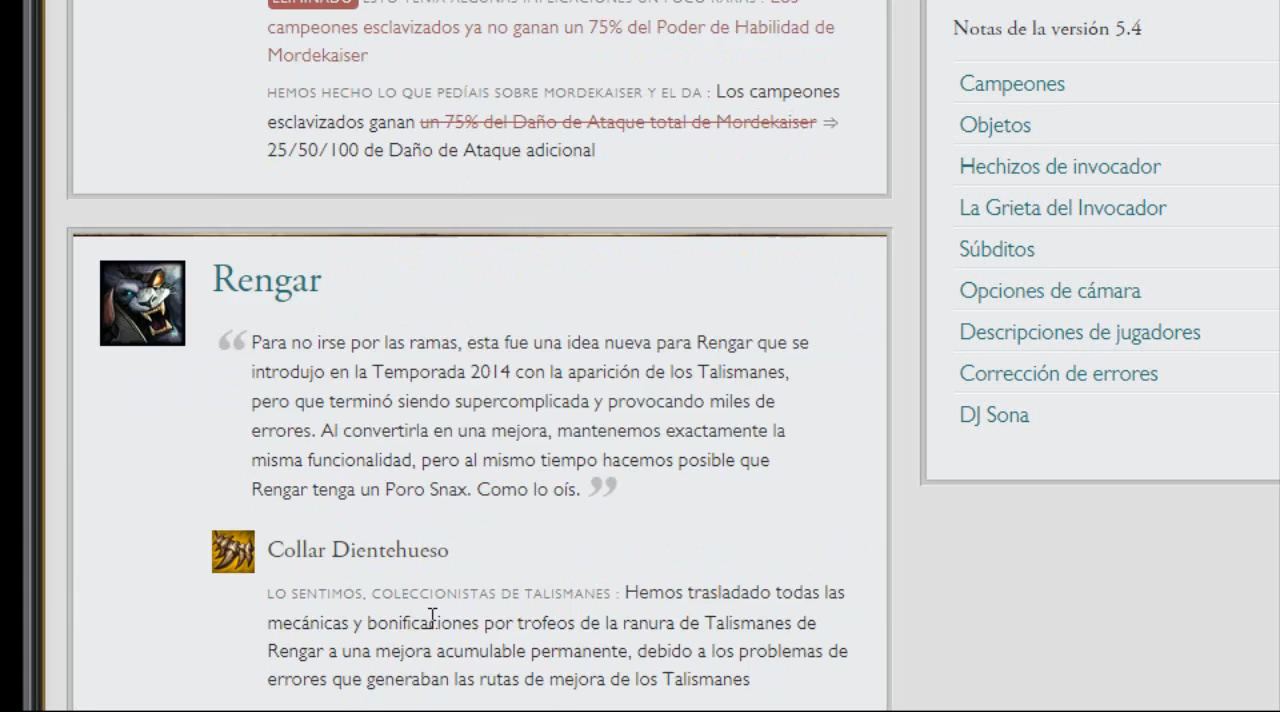 ELIMINADO ESTO TENÍA ALGUNAS IMPLICACIONES UN POCO RARAS : Los
campeones esclavizados ya no ganan un 75% del Poder de Habilidad de
Mordekaiser
HEMOS HECHO LO QUE PEDÍAIS SOBRE MORDEKAISER Y EL DA : Los campeones
esclavizados ganan un 75% del Daño de Ataque total de Mordekaiser ⇒
25/50/100 de Daño de Ataque adicional
Rengar
“ Para no irse por las ramas, esta fue una idea nueva para Rengar que se
introdujo en la Temporada 2014 con la aparición de los Talismanes,
pero que terminó siendo supercomplicada y provocando miles de
errores. Al convertirla en una mejora, mantenemos exactamente la
misma funcionalidad, pero al mismo tiempo hacemos posible que
Rengar tenga un Poro Snax. Como lo oís. ”
Collar Dientehueso
LO SENTIMOS, COLECCIONISTAS DE TALISMANES : Hemos trasladado todas las
mecánicas y bonificaciones por trofeos de la ranura de Talismanes de
Rengar a una mejora acumulable permanente, debido a los problemas de
errores que generaban las rutas de mejora de los Talismanes
Notas de la versión 5.4
Campeones
Objetos
Hechizos de invocador
La Grieta del Invocador
Súbditos
Opciones de cámara
Descripciones de jugadores
Corrección de errores
DJ Sona